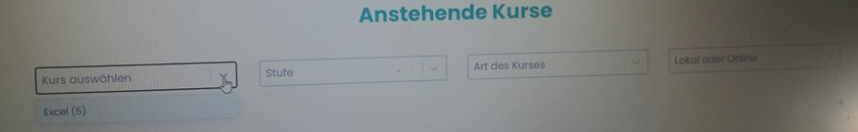 Anstehende Kurse
Kurs auswählen
Stufe
Art des Kurses
Lokal oder Online
Excel (5)